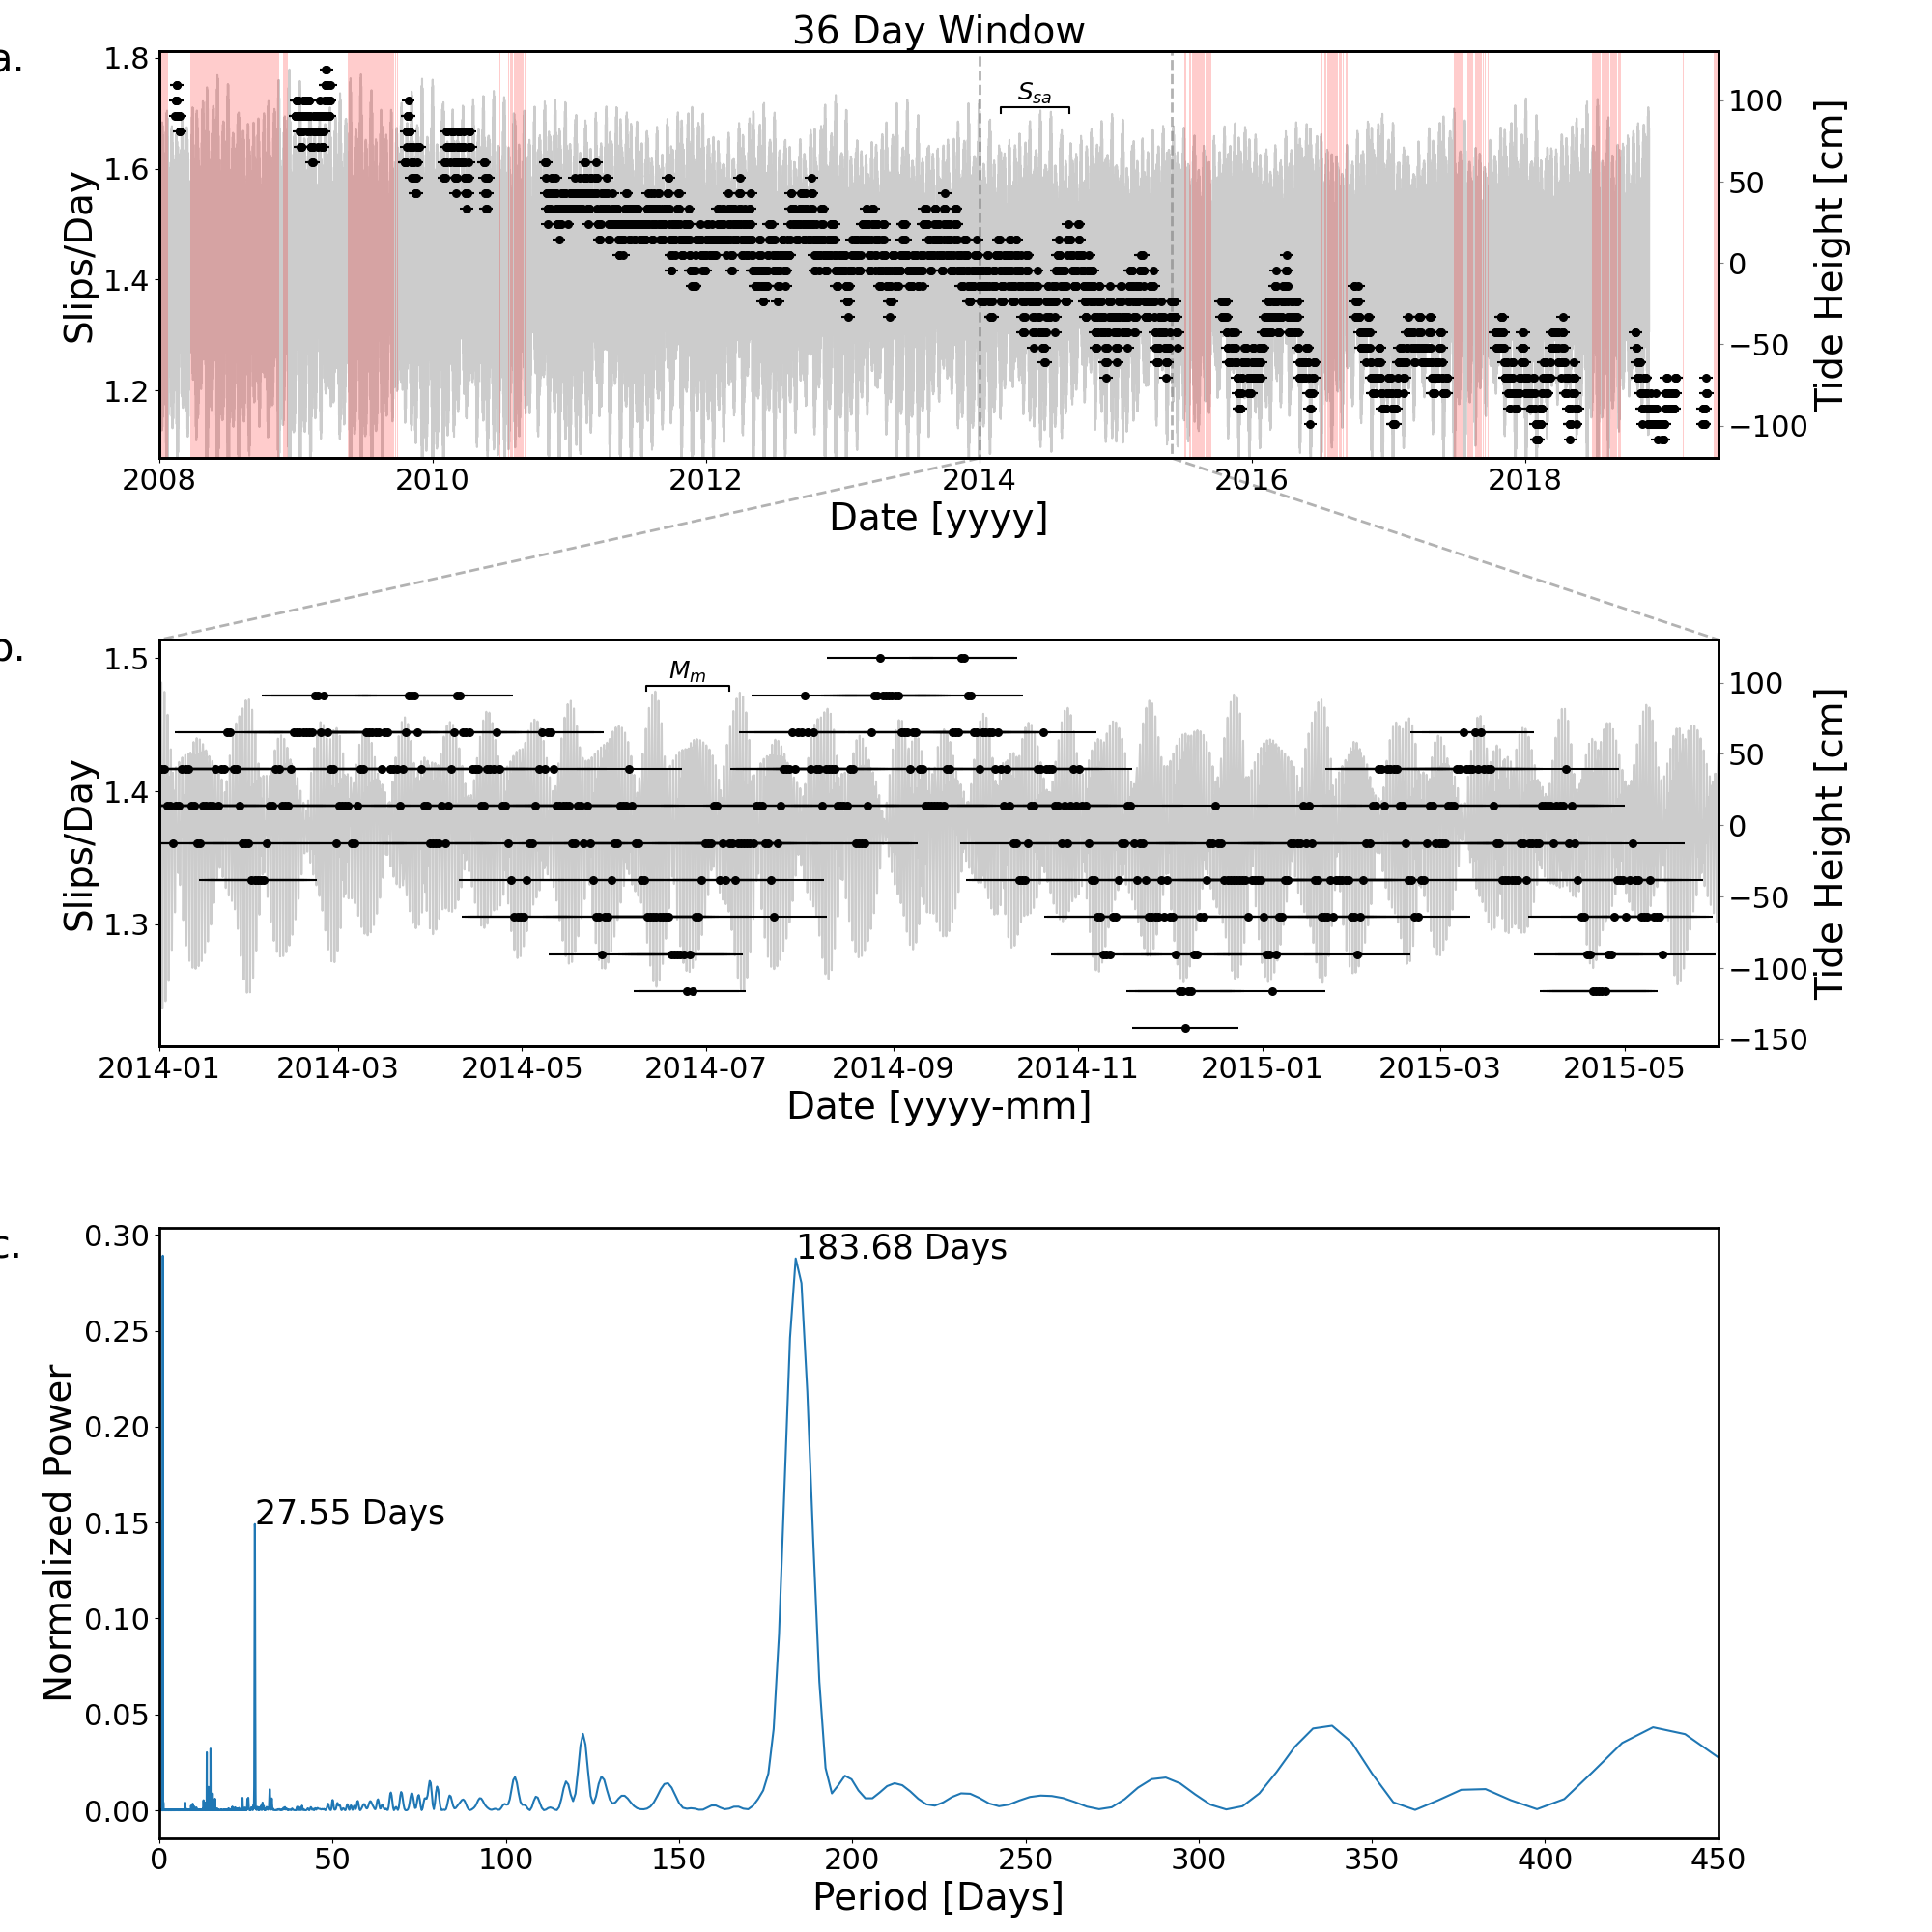 36 Day Window
a.
1.8
1.6
1.4
1.2
Slips/Day
S_sa
100
50
0
−50
−100
Tide Height [cm]
2008 2010 2012 2014 2016 2018
Date [yyyy]
b.
1.5
1.4
1.3
Slips/Day
M_m
100
50
0
−50
−100
−150
Tide Height [cm]
2014-01 2014-03 2014-05 2014-07 2014-09 2014-11 2015-01 2015-03 2015-05
Date [yyyy-mm]
c.
0.30
0.25
0.20
0.15
0.10
0.05
0.00
Normalized Power
183.68 Days
27.55 Days
0 50 100 150 200 250 300 350 400 450
Period [Days]